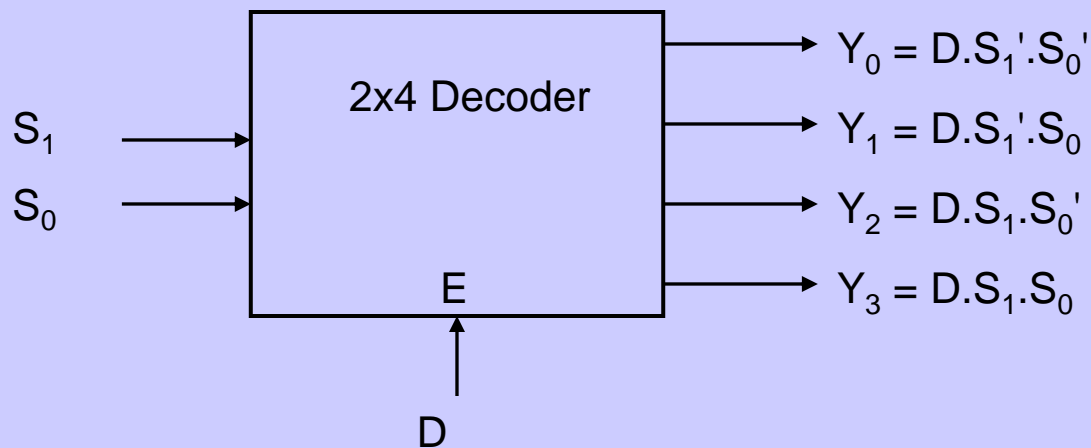 Y₀ = D.S₁'.S₀'
2x4 Decoder
S₁
Y₁ = D.S₁'.S₀
S₀
Y₂ = D.S₁.S₀'
E
Y₃ = D.S₁.S₀
D